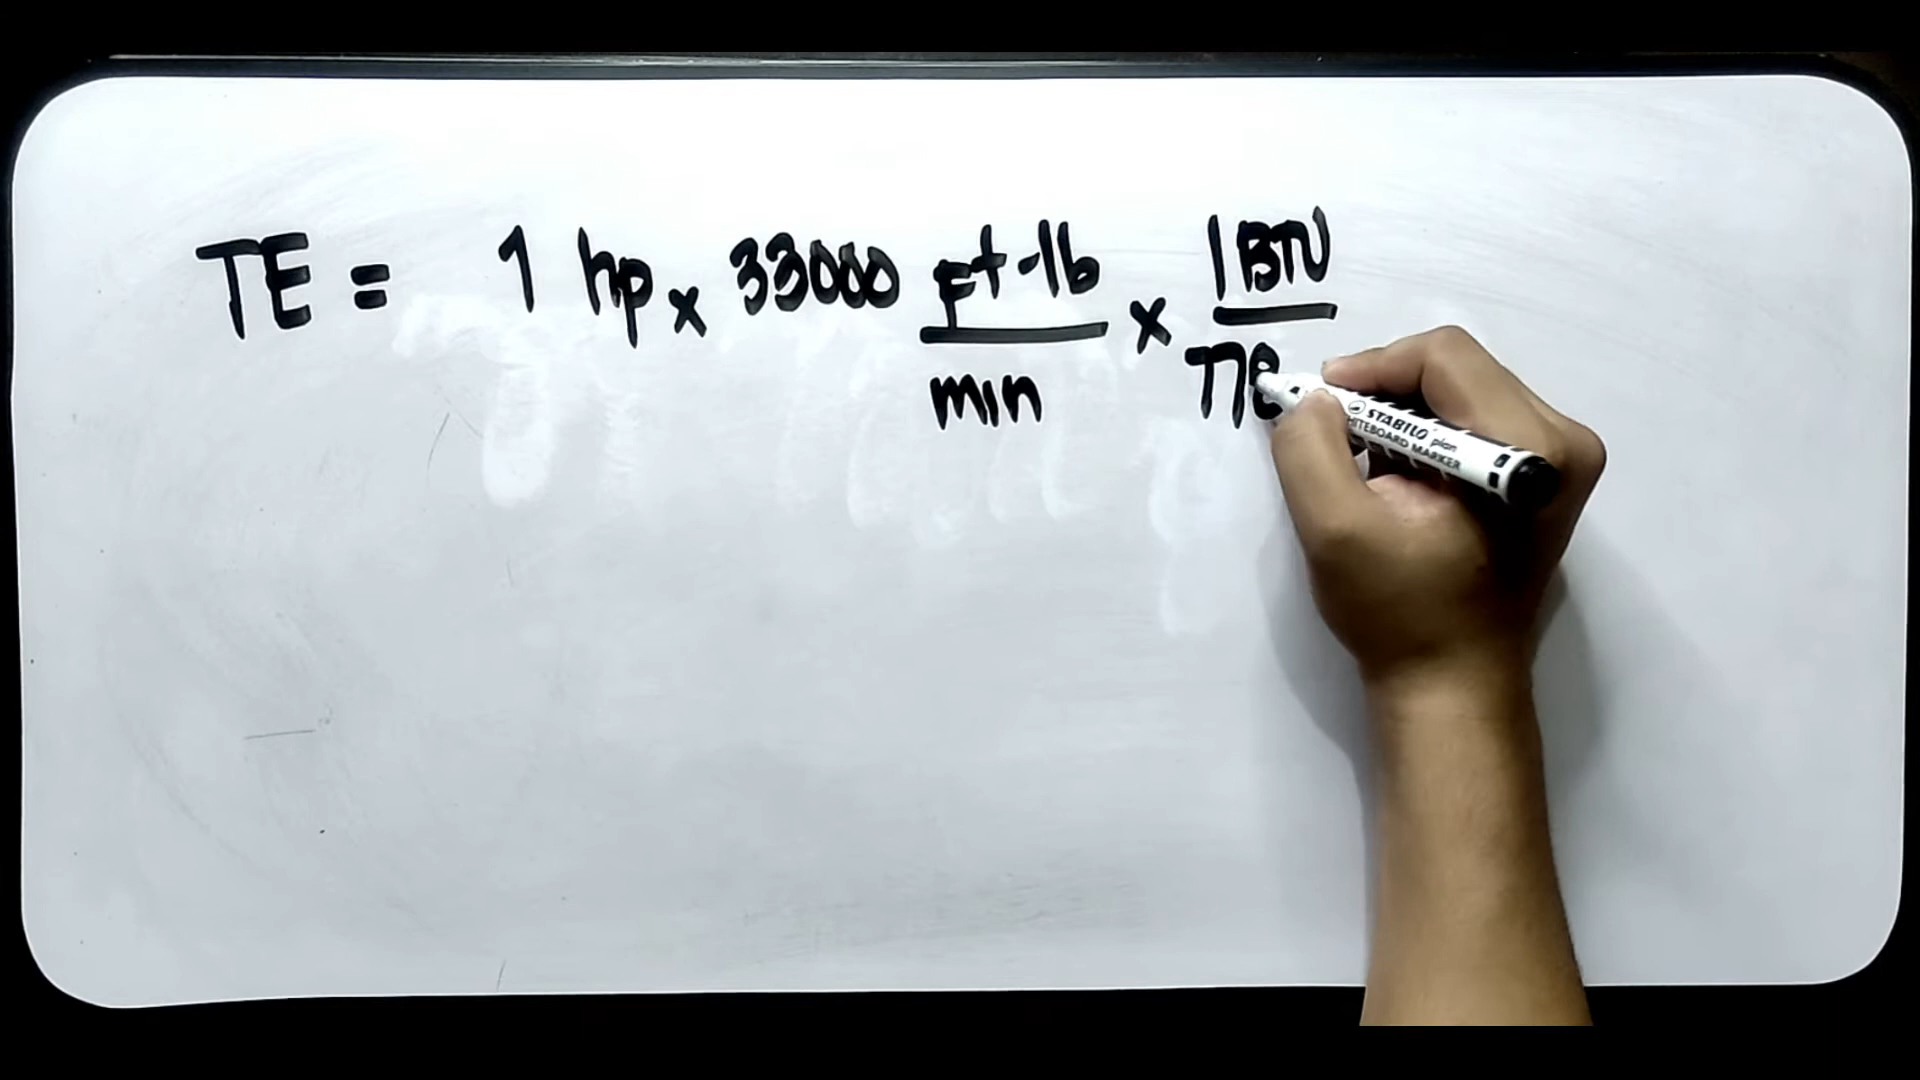 TE = 1 hp x 33000 ft-lb/min x 1 BTU/778
STABILO plan
WHITEBOARD MARKER